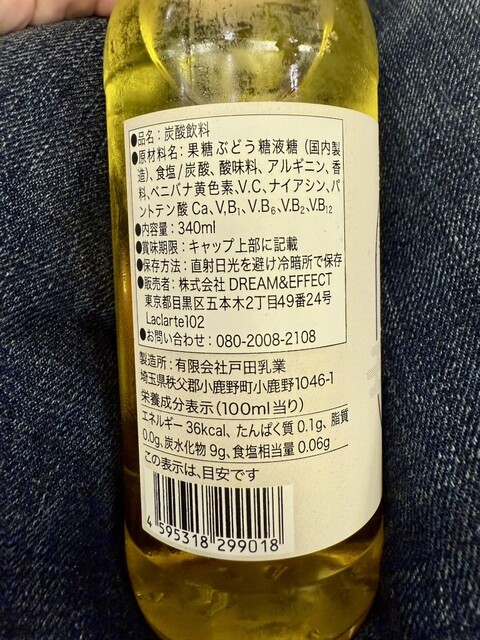 ●品名：炭酸飲料
●原材料名：果糖ぶどう糖液糖（国内製
造）、食塩/炭酸、酸味料、アルギニン、香
料、ベニバナ黄色素、V.C、ナイアシン、パ
ントテン酸Ca、V,B₁、V.B₆、V.B₂、V.B₁₂
●内容量：340ml
●賞味期限：キャップ上部に記載
●保存方法：直射日光を避け冷暗所で保存
●販売者：株式会社 DREAM&EFFECT
東京都目黒区五本木2丁目49番24号
Laclarte102
●お問い合わせ：080-2008-2108
製造所：有限会社戸田乳業
埼玉県秩父郡小鹿野町小鹿野1046-1
栄養成分表示（100ml当り）
エネルギー36kcal、たんぱく質0.1g、脂質
0.0g、炭水化物 9g、食塩相当量0.06g
この表示は、目安です
4 595318 299018